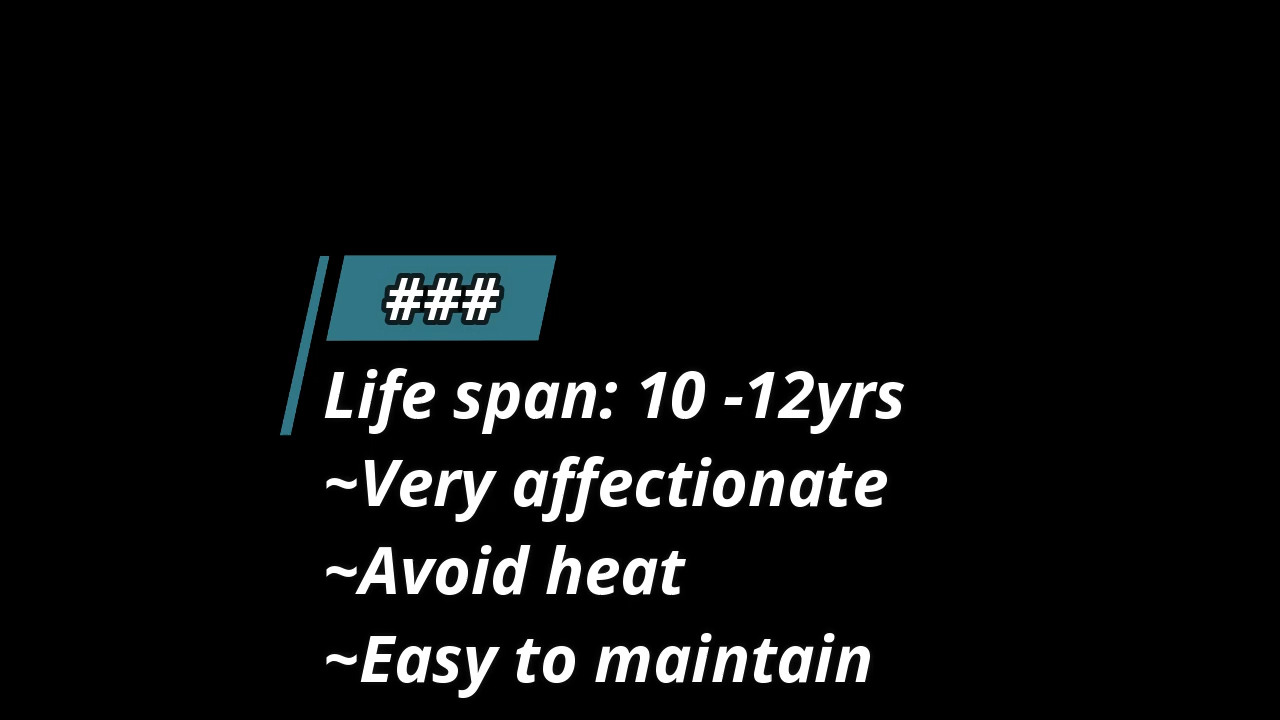 ###
Life span: 10 -12yrs
~Very affectionate
~Avoid heat
~Easy to maintain